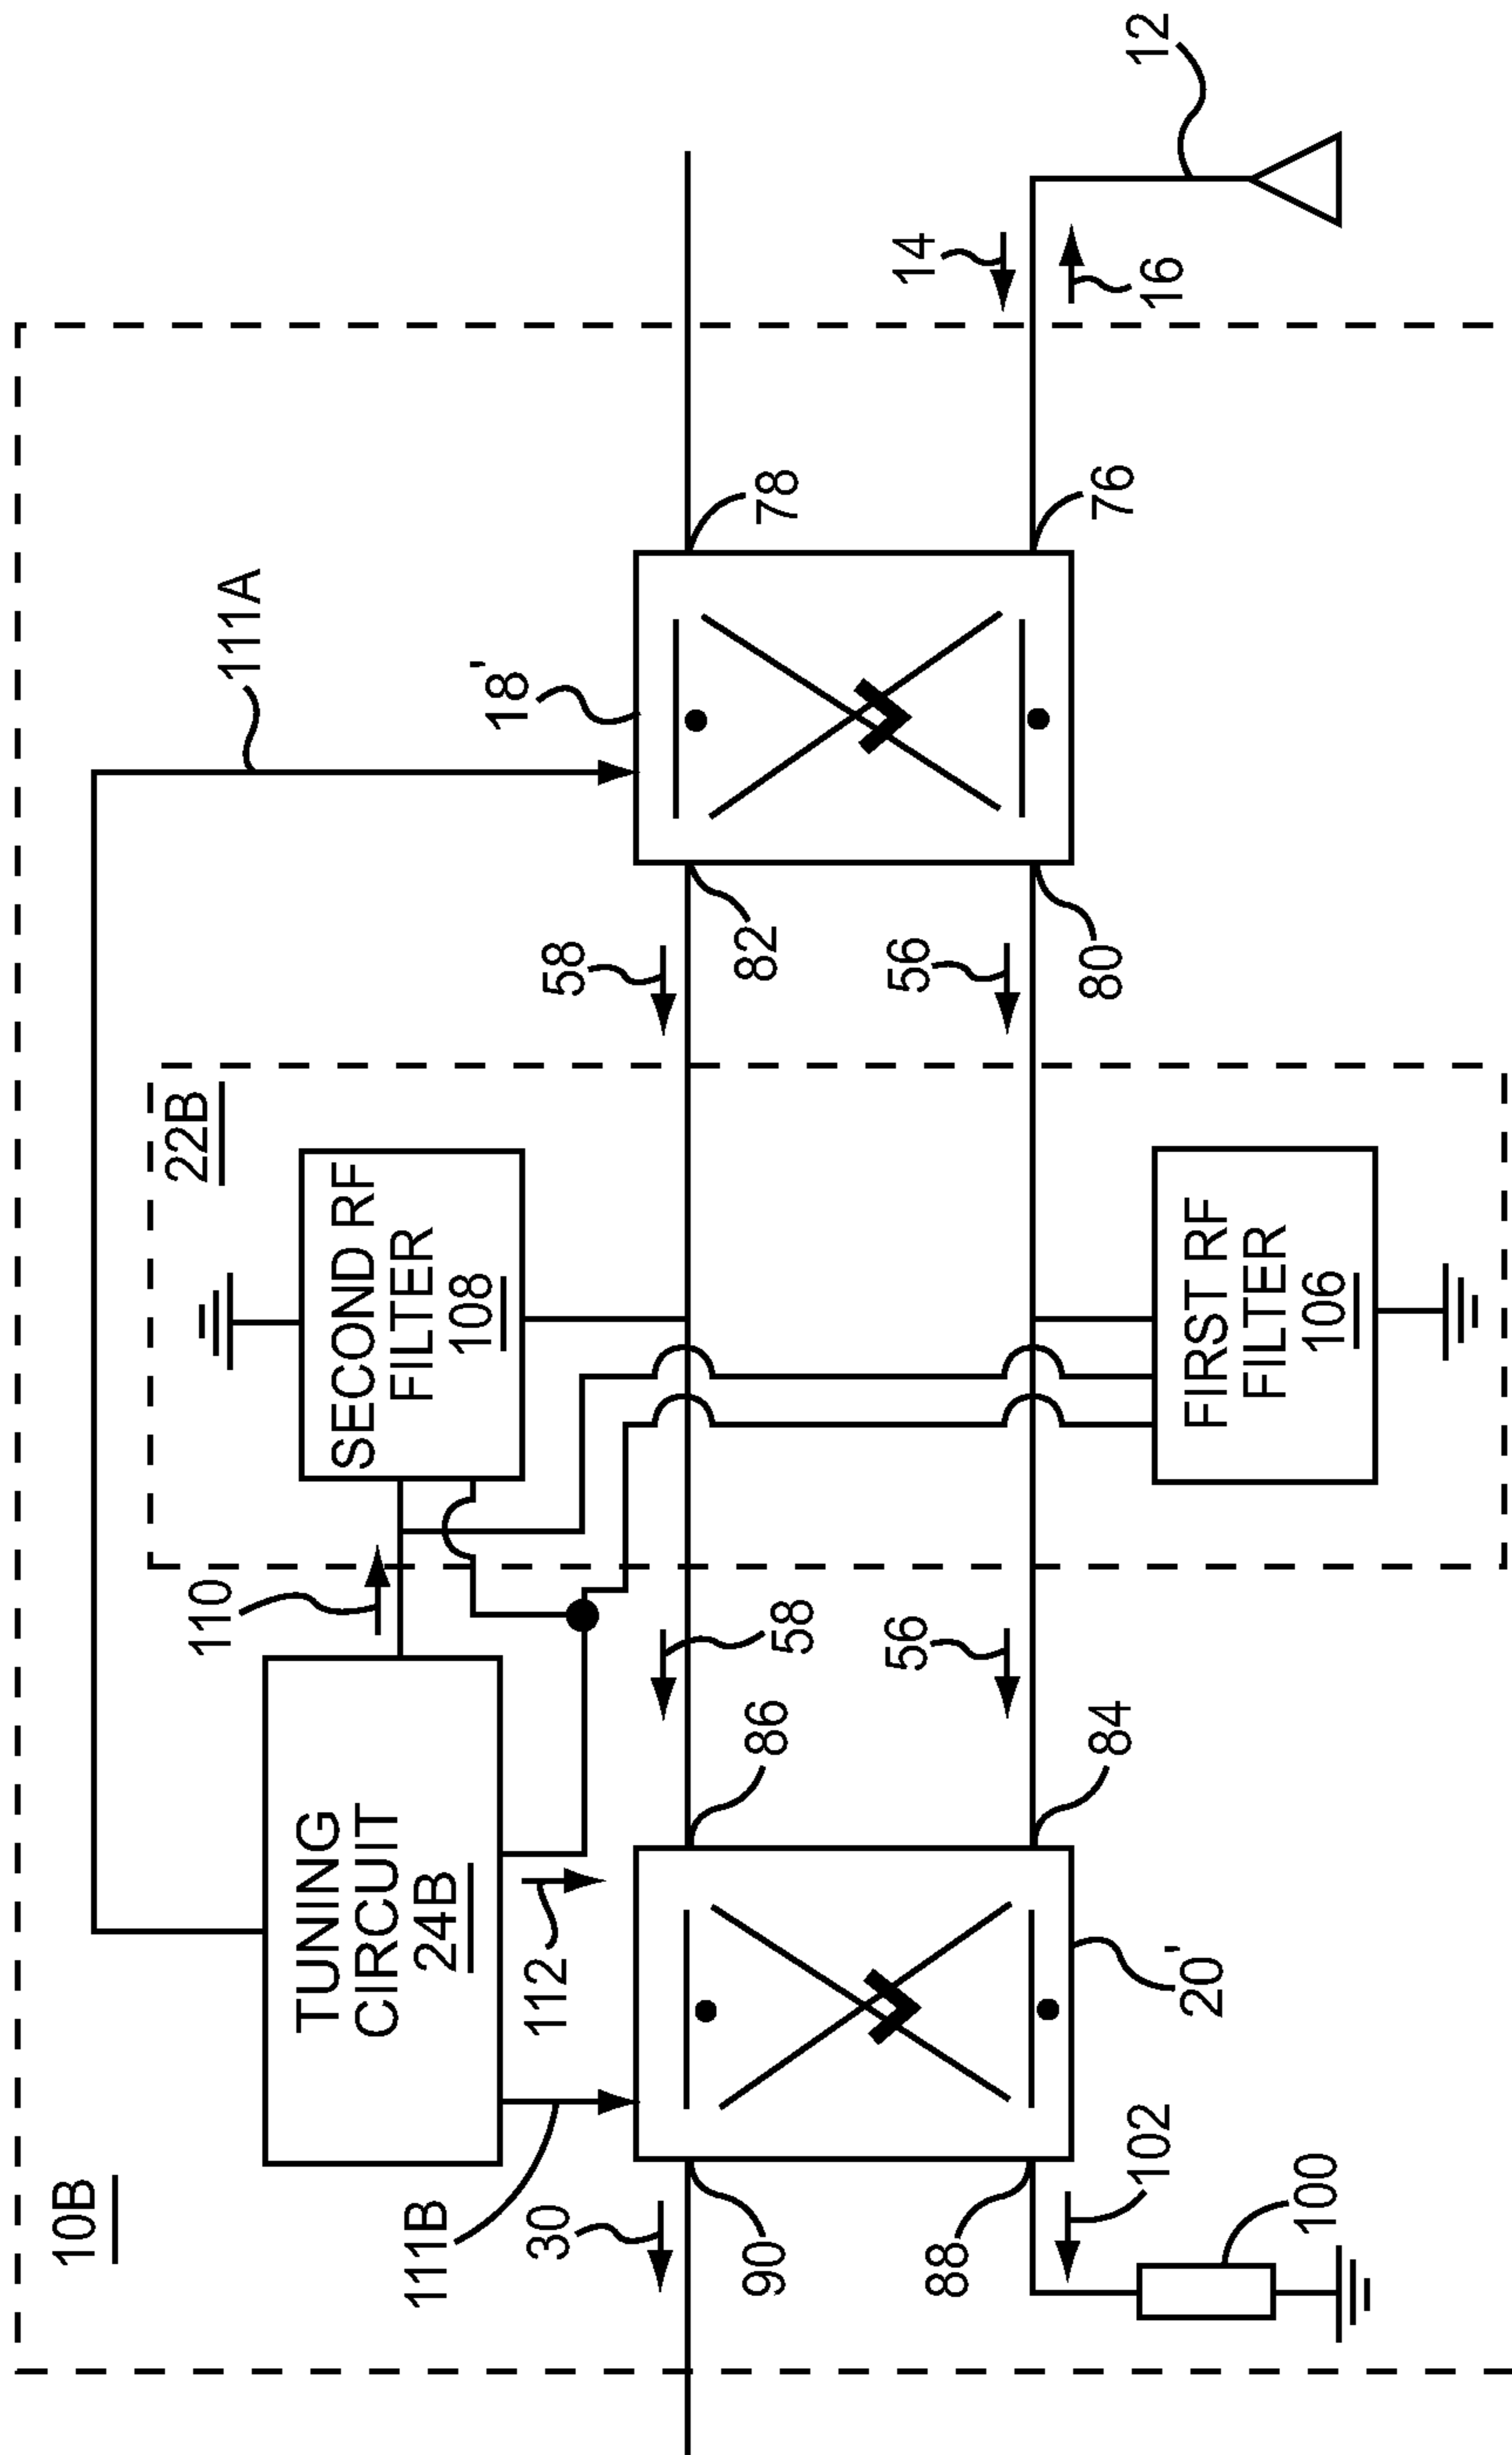 10B
TUNING
CIRCUIT
24B
110
22B
SECOND RF
FILTER
108
111A
111B
112
30
58
58
18'
90
86
82
78
88
56
56
14
102
20'
84
80
76
16
12
100
FIRST RF
FILTER
106